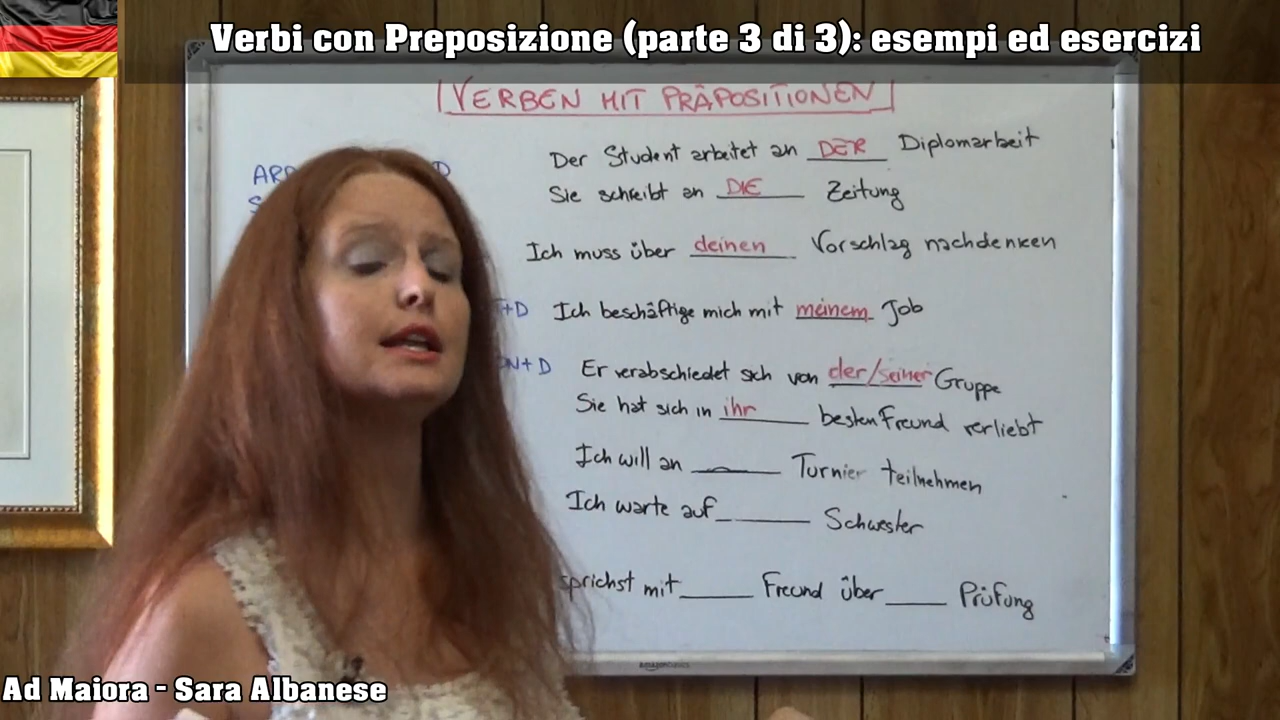 Verbi con Preposizione (parte 3 di 3): esempi ed esercizi
VERBEN MIT PRÄPOSITIONEN
Der Student arbeitet an DER Diplomarbeit
Sie schreibt an DIE Zeitung
Ich muss über deinen Vorschlag nachdenken
+D Ich beschäftige mich mit meinem Job
+D Er verabschiedet sich von der/seiner Gruppe
Sie hat sich in ihr besten Freund verliebt
Ich will an Turnier teilnehmen
Ich warte auf Schwester
sprichst mit Freund über Prüfung
Ad Maiora - Sara Albanese